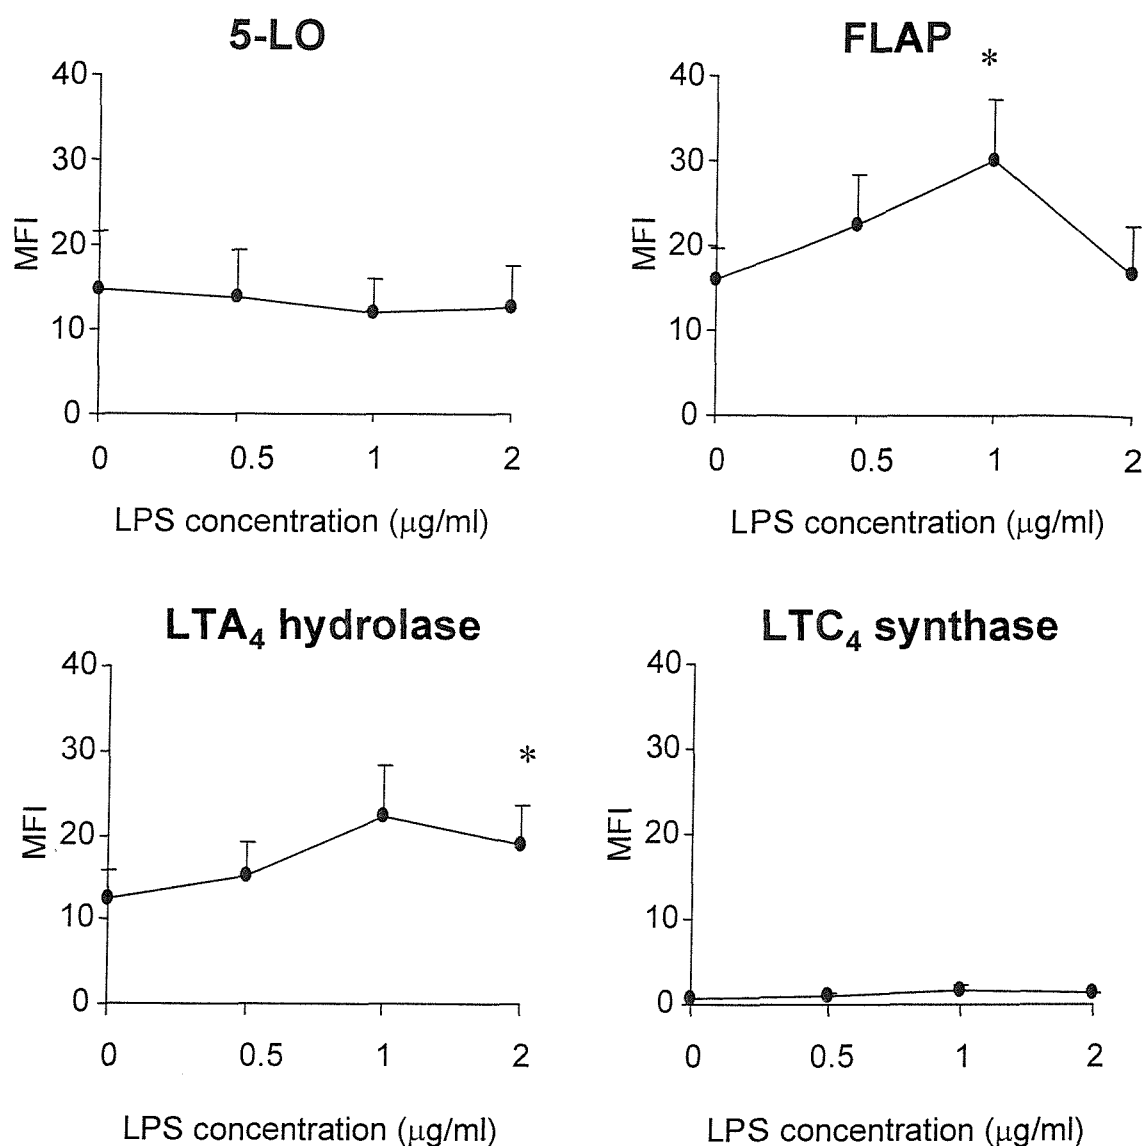 5-LO
40
30
20
10
0
MFI
0 0.5 1 2
LPS concentration (μg/ml)
FLAP
*
40
30
20
10
0
MFI
0 0.5 1 2
LPS concentration (μg/ml)
LTA₄ hydrolase
40
30
20
10
0
MFI
*
0 0.5 1 2
LPS concentration (μg/ml)
LTC₄ synthase
40
30
20
10
0
MFI
0 0.5 1 2
LPS concentration (μg/ml)